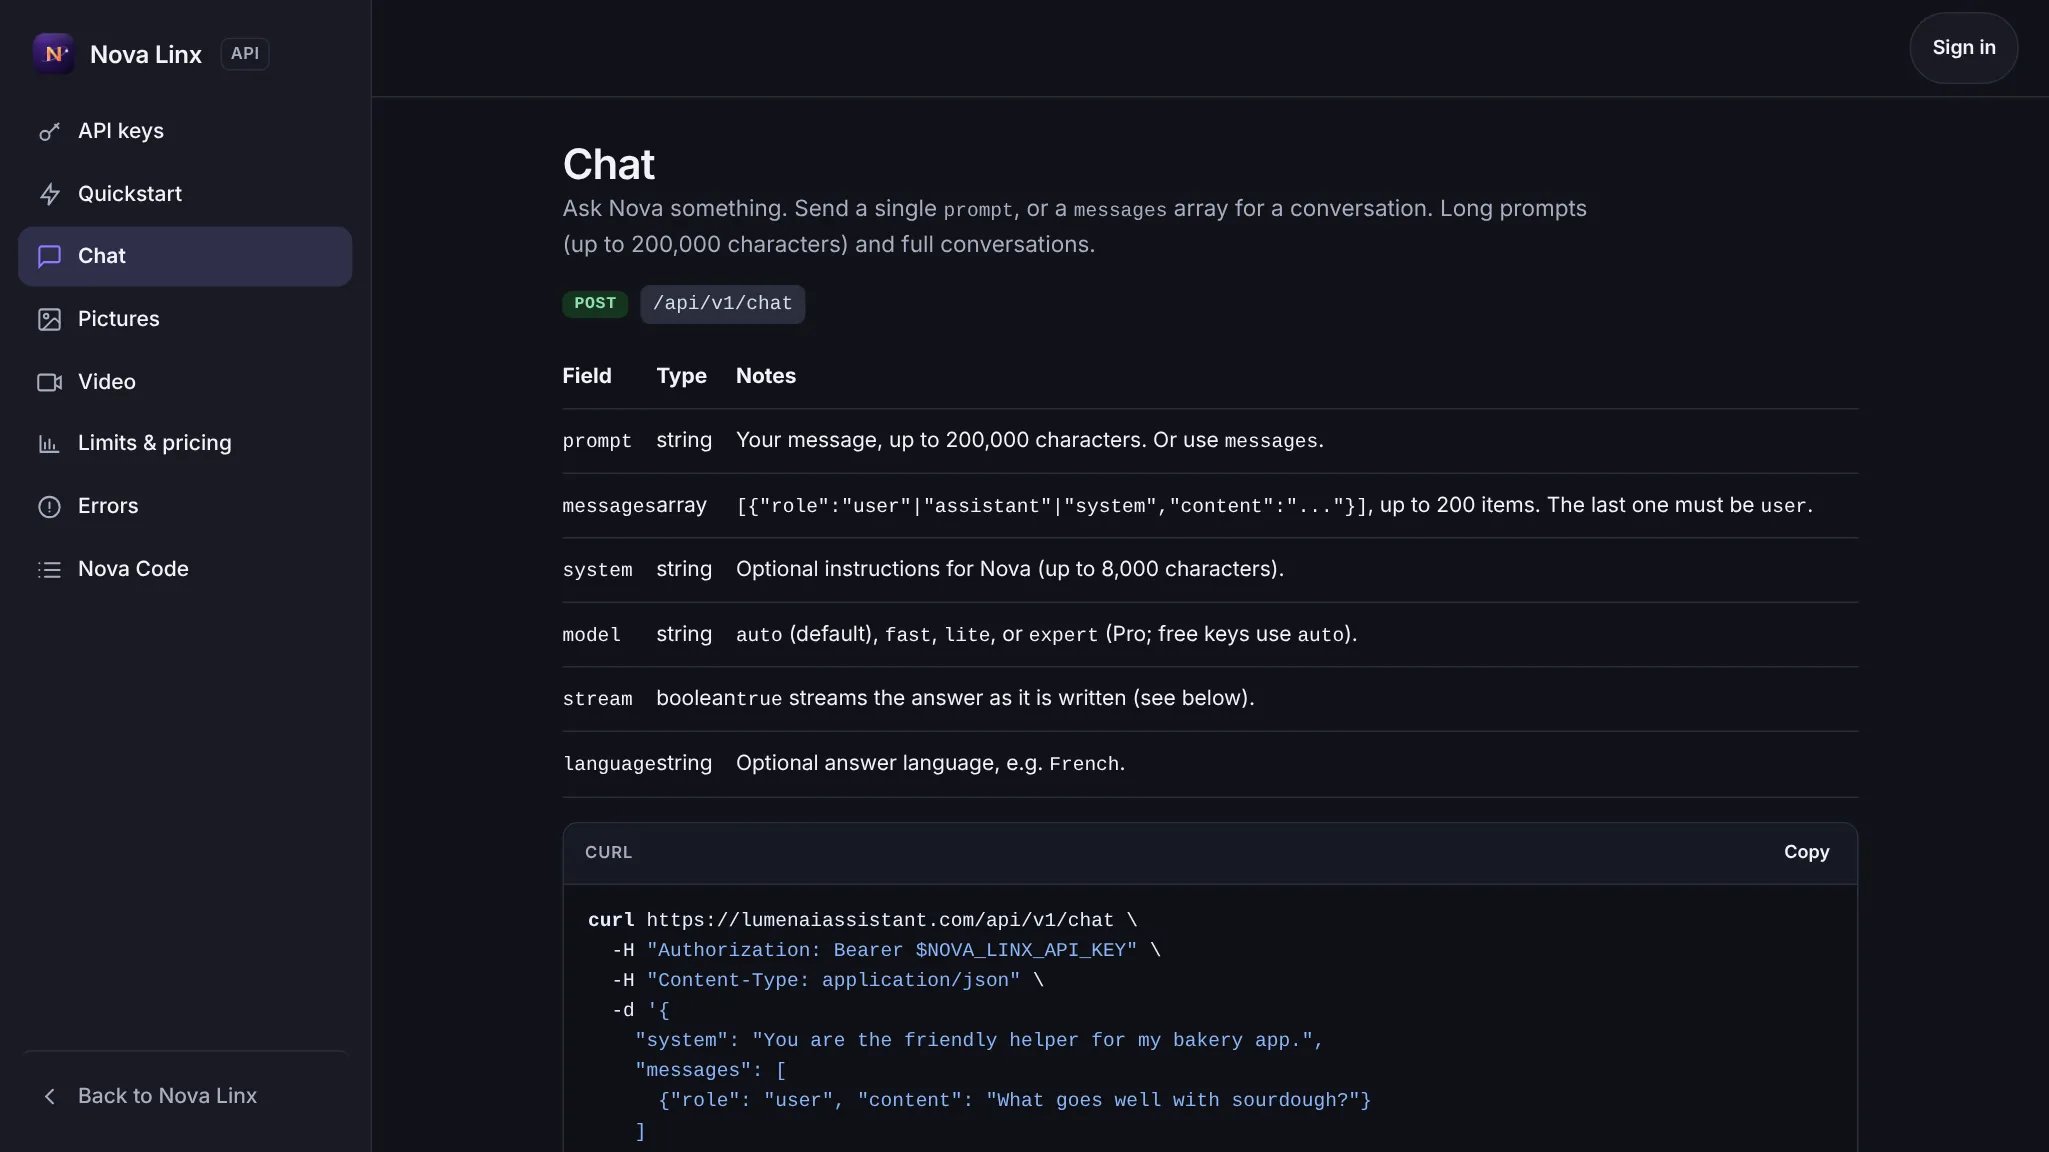 Nova Linx API
API keys
Quickstart
Chat
Pictures
Video
Limits & pricing
Errors
Nova Code
Back to Nova Linx
Sign in
Chat
Ask Nova something. Send a single prompt, or a messages array for a conversation. Long prompts
(up to 200,000 characters) and full conversations.
POST /api/v1/chat
Field Type Notes
prompt string Your message, up to 200,000 characters. Or use messages.
messages array [{"role":"user"|"assistant"|"system","content":"..."}], up to 200 items. The last one must be user.
system string Optional instructions for Nova (up to 8,000 characters).
model string auto (default), fast, lite, or expert (Pro; free keys use auto).
stream boolean true streams the answer as it is written (see below).
language string Optional answer language, e.g. French.
CURL Copy
curl https://lumenaiassistant.com/api/v1/chat \
-H "Authorization: Bearer $NOVA_LINX_API_KEY" \
-H "Content-Type: application/json" \
-d '{
"system": "You are the friendly helper for my bakery app.",
"messages": [
{"role": "user", "content": "What goes well with sourdough?"}
]